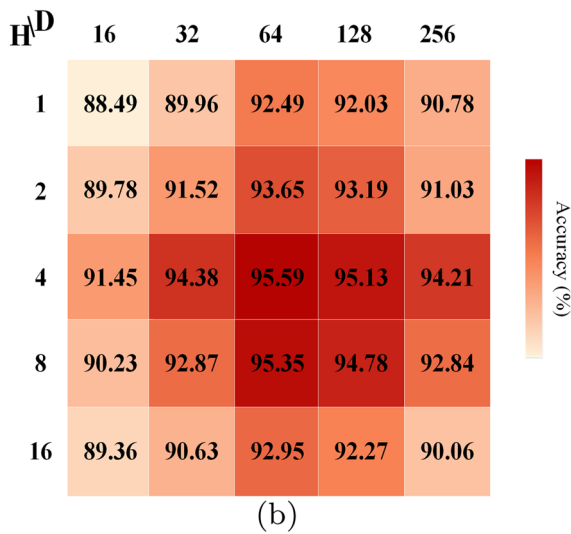 H\D 16 32 64 128 256
1 88.49 89.96 92.49 92.03 90.78
2 89.78 91.52 93.65 93.19 91.03
4 91.45 94.38 95.59 95.13 94.21
8 90.23 92.87 95.35 94.78 92.84
16 89.36 90.63 92.95 92.27 90.06
Accuracy (%)
(b)